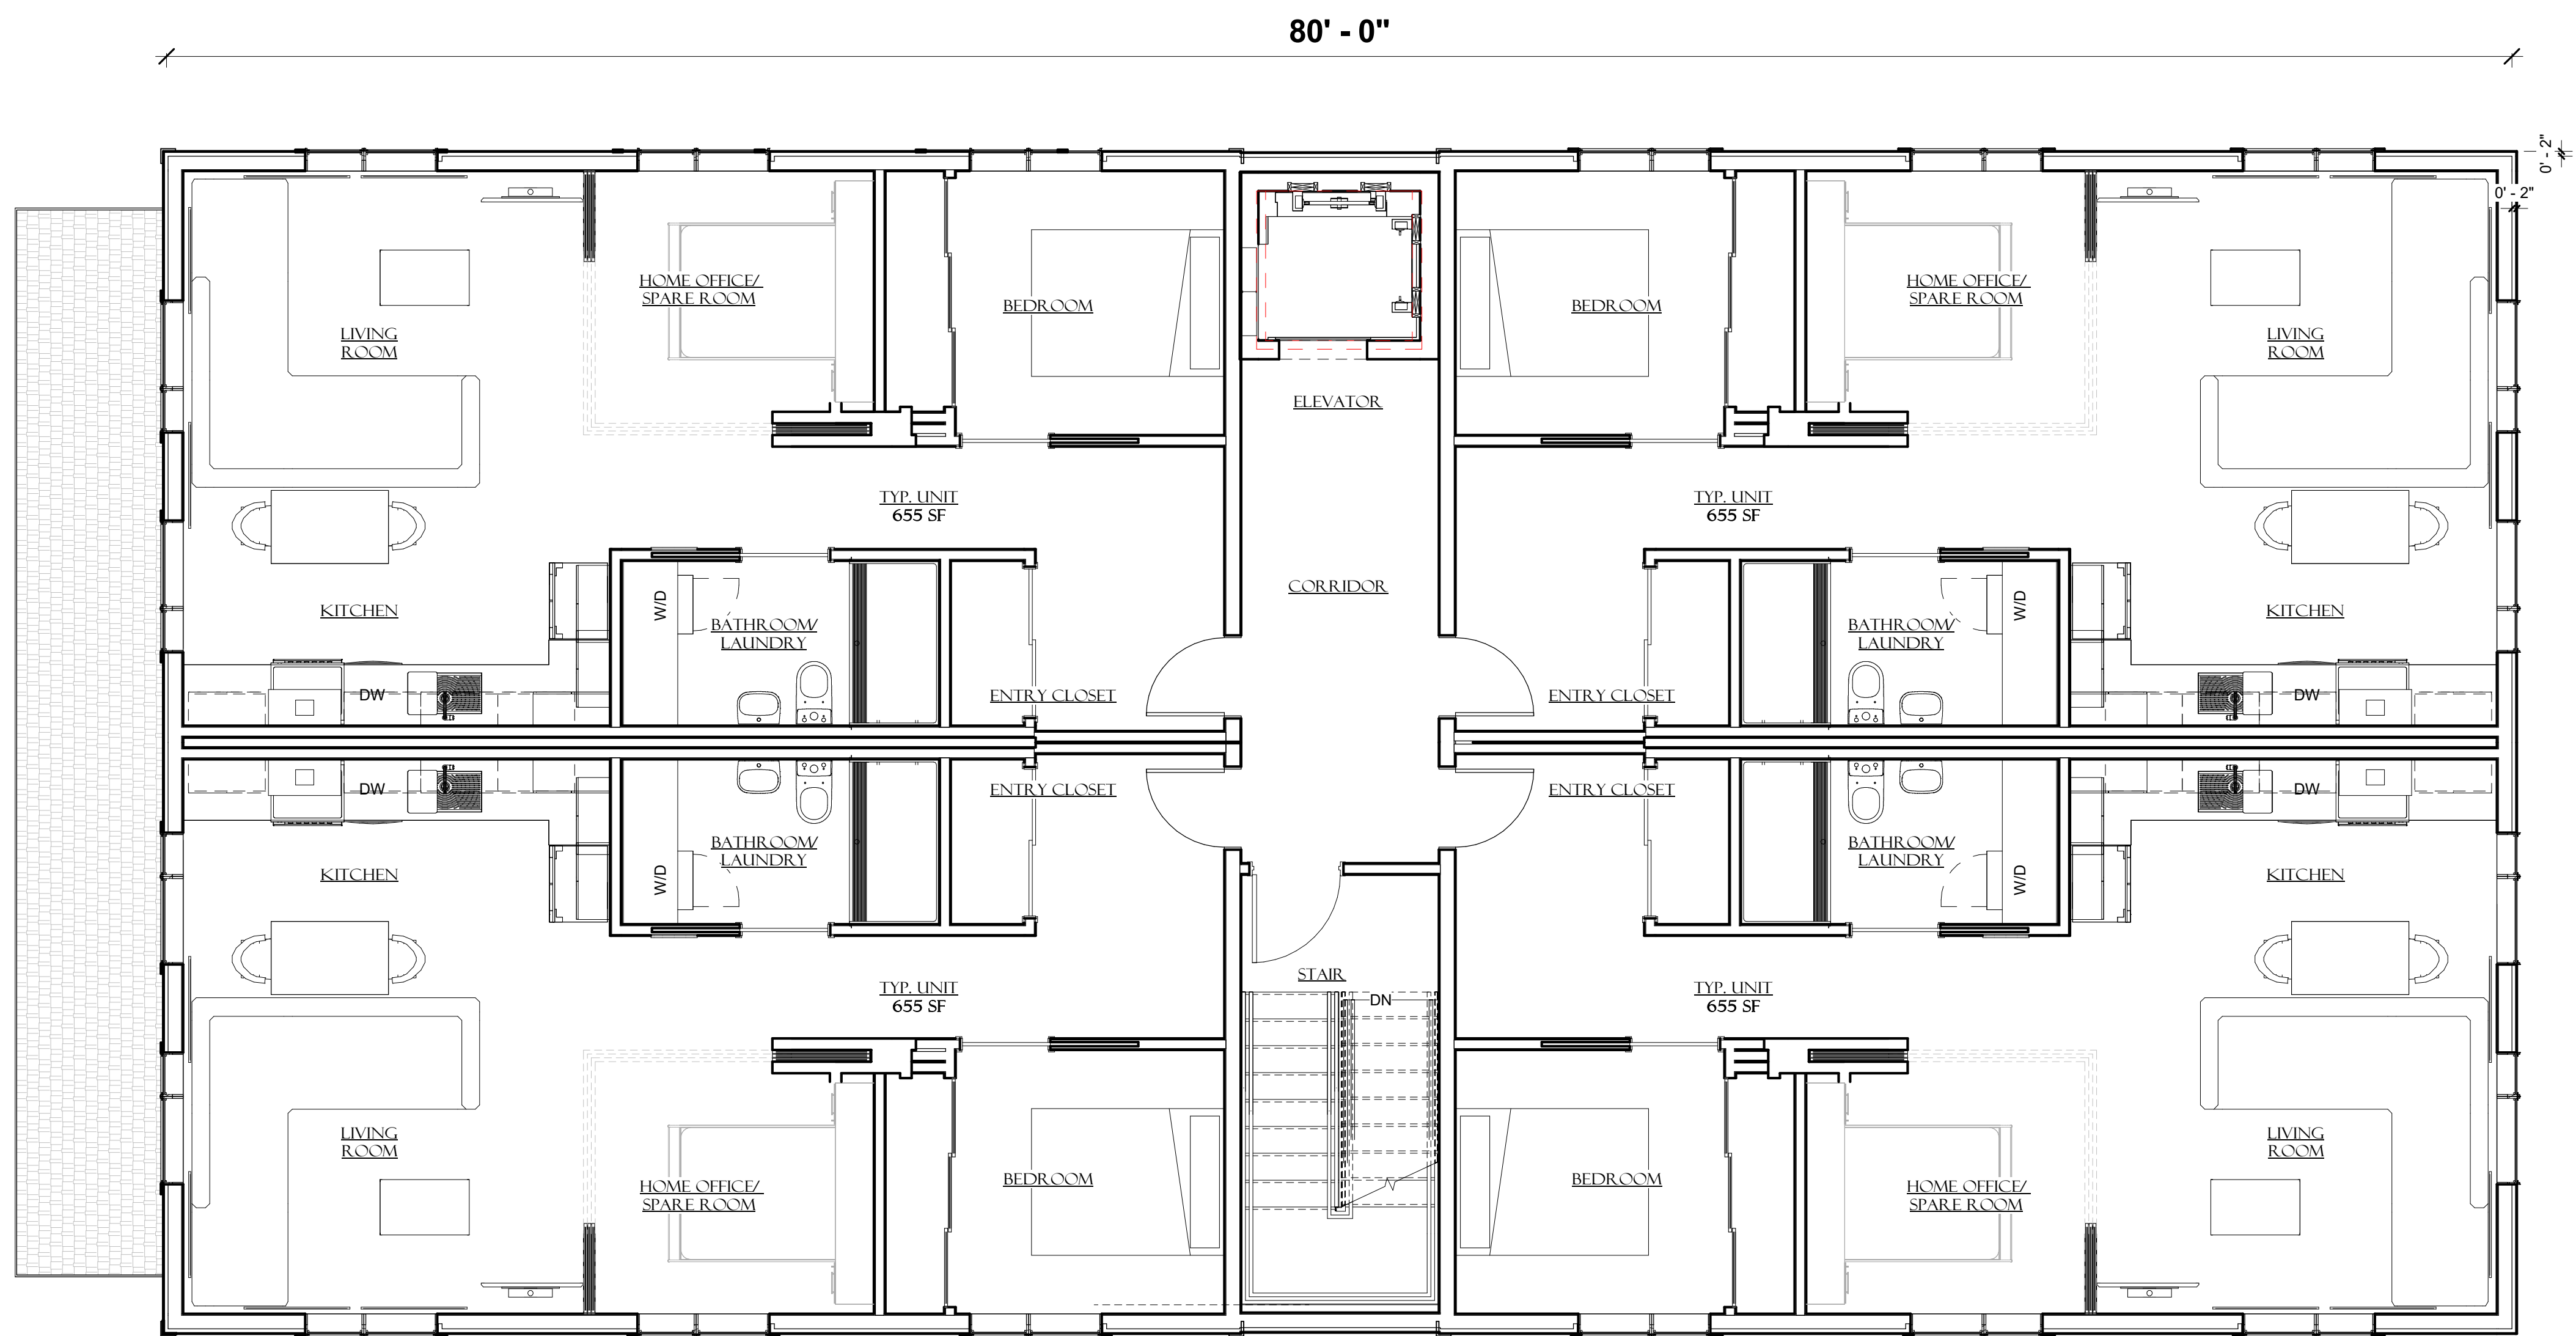 80' - 0"
0' - 2"
0' - 2"
HOME OFFICE/
SPARE ROOM
BEDROOM
BEDROOM
HOME OFFICE/
SPARE ROOM
LIVING
ROOM
LIVING
ROOM
ELEVATOR
TYP. UNIT
655 SF
TYP. UNIT
655 SF
CORRIDOR
KITCHEN
W/D
BATHROOM/
LAUNDRY
BATHROOM/
LAUNDRY
W/D
KITCHEN
DW
ENTRY CLOSET
ENTRY CLOSET
DW
DW
ENTRY CLOSET
ENTRY CLOSET
DW
KITCHEN
W/D
BATHROOM/
LAUNDRY
BATHROOM/
LAUNDRY
W/D
KITCHEN
STAIR
TYP. UNIT
655 SF
DN
TYP. UNIT
655 SF
LIVING
ROOM
LIVING
ROOM
HOME OFFICE/
SPARE ROOM
BEDROOM
BEDROOM
HOME OFFICE/
SPARE ROOM